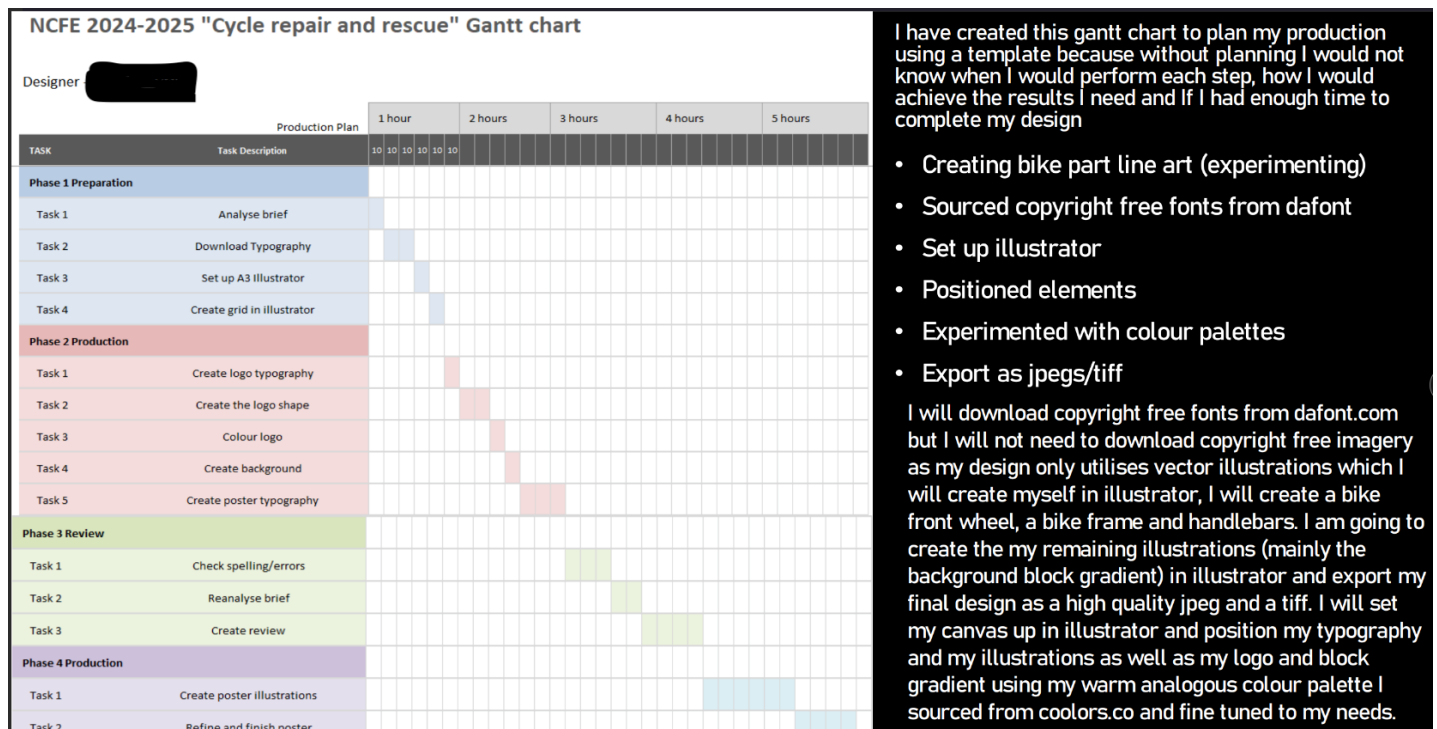 NCFE 2024-2025 "Cycle repair and rescue" Gantt chart
Designer -
Production Plan
1 hour 2 hours 3 hours 4 hours 5 hours
TASK Task Description 10 10 10 10 10 10
Phase 1 Preparation
Task 1 Analyse brief
Task 2 Download Typography
Task 3 Set up A3 Illustrator
Task 4 Create grid in illustrator
Phase 2 Production
Task 1 Create logo typography
Task 2 Create the logo shape
Task 3 Colour logo
Task 4 Create background
Task 5 Create poster typography
Phase 3 Review
Task 1 Check spelling/errors
Task 2 Reanalyse brief
Task 3 Create review
Phase 4 Production
Task 1 Create poster illustrations
Task 2 Refine and finish poster
I have created this gantt chart to plan my production
using a template because without planning I would not
know when I would perform each step, how I would
achieve the results I need and If I had enough time to
complete my design
• Creating bike part line art (experimenting)
• Sourced copyright free fonts from dafont
• Set up illustrator
• Positioned elements
• Experimented with colour palettes
• Export as jpegs/tiff
I will download copyright free fonts from dafont.com
but I will not need to download copyright free imagery
as my design only utilises vector illustrations which I
will create myself in illustrator, I will create a bike
front wheel, a bike frame and handlebars. I am going to
create the my remaining illustrations (mainly the
background block gradient) in illustrator and export my
final design as a high quality jpeg and a tiff. I will set
my canvas up in illustrator and position my typography
and my illustrations as well as my logo and block
gradient using my warm analogous colour palette I
sourced from coolors.co and fine tuned to my needs.